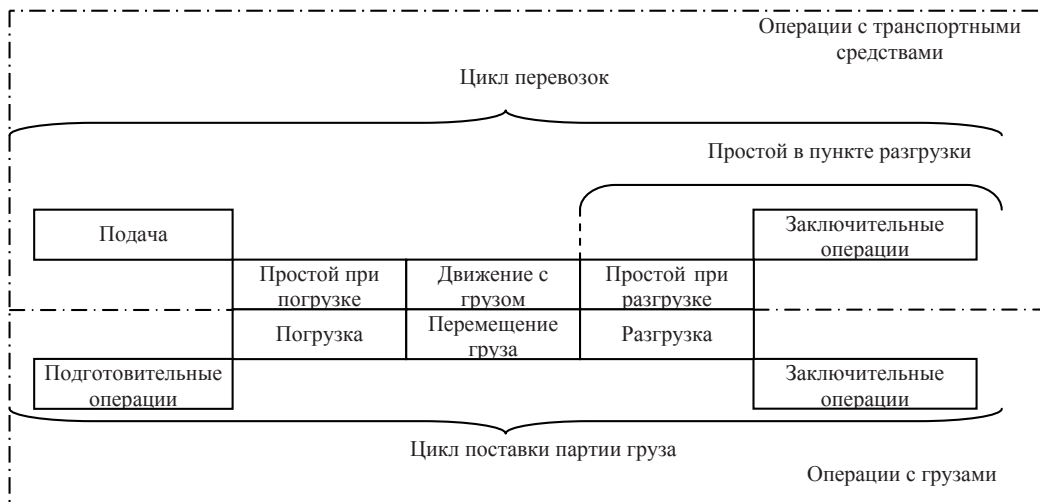 Операции с транспортными
средствами
Цикл перевозок
Простой в пункте разгрузки
Подача
Заключительные
операции
Простой при
погрузке
Движение с
грузом
Простой при
разгрузке
Погрузка
Перемещение
груза
Разгрузка
Подготовительные
операции
Заключительные
операции
Цикл поставки партии груза
Операции с грузами